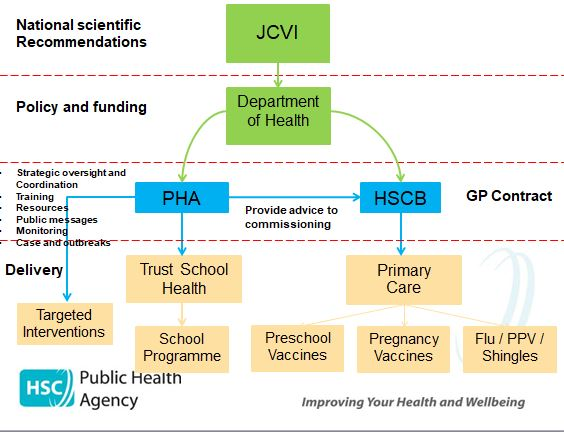 National scientific
Recommendations
JCVI
Policy and funding
Department
of Health
• Strategic oversight and
Coordination
• Training
• Resources
• Public messages
• Monitoring
• Case and outbreaks
PHA
Provide advice to
commissioning
HSCB
GP Contract
Delivery
Targeted
Interventions
Trust School
Health
School
Programme
Primary
Care
Preschool
Vaccines
Pregnancy
Vaccines
Flu / PPV /
Shingles
HSC
Public Health
Agency
Improving Your Health and Wellbeing